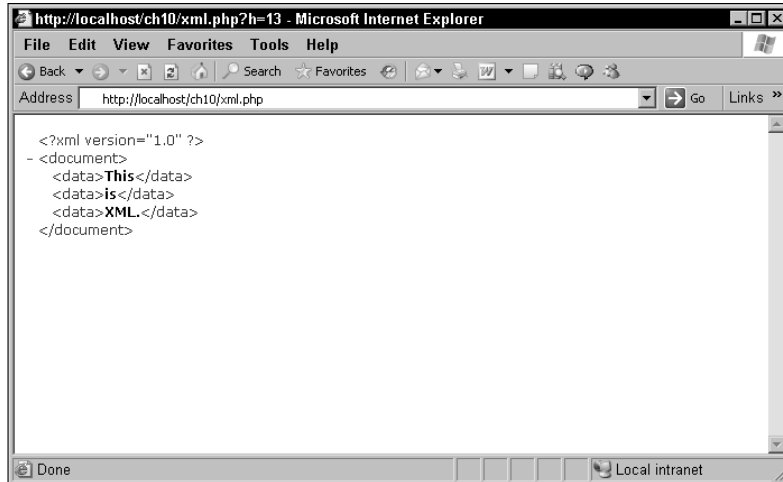 http://localhost/ch10/xml.php?h=13 - Microsoft Internet Explorer
File Edit View Favorites Tools Help
Back Search Favorites
Address http://localhost/ch10/xml.php Go Links »
<?xml version="1.0" ?>
- <document>
<data>This</data>
<data>is</data>
<data>XML.</data>
</document>
Done Local intranet